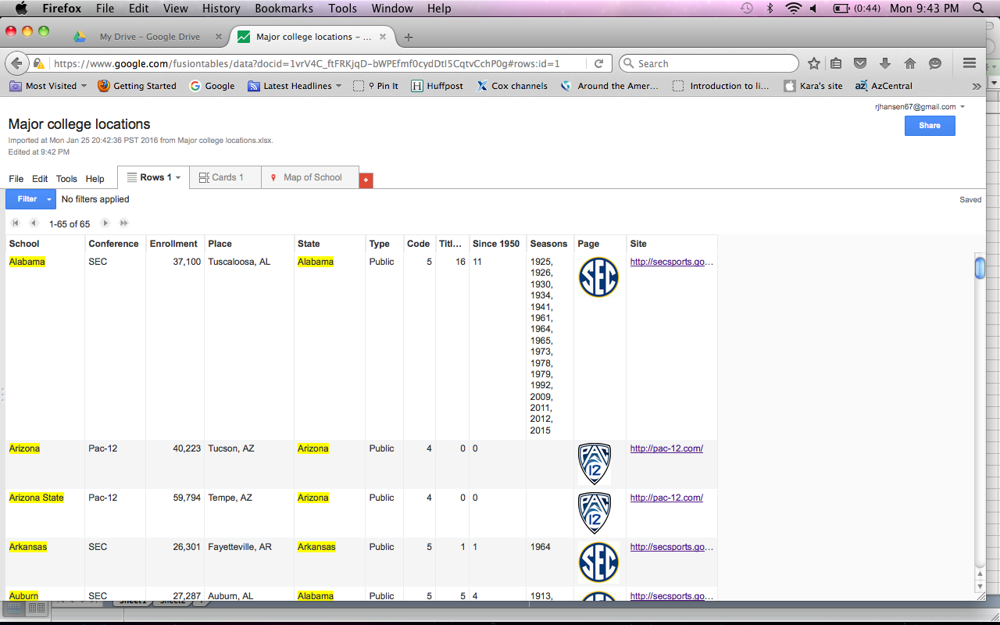 Firefox File Edit View History Bookmarks Tools Window Help (0:44) Mon 9:43 PM
My Drive – Google Drive × Major college locations – ... × +
https://www.google.com/fusiontables/data?docid=1vrV4C_ftFRKjqD-bWPEfmf0cydDtI5CqtvCchP0g#rows:id=1 Search
Most Visited Getting Started Google Latest Headlines Pin It Huffpost Cox channels Around the Amer... Introduction to li... Kara's site AzCentral »
rjhansen67@gmail.com
Major college locations
Share
Imported at Mon Jan 25 20:42:36 PST 2016 from Major college locations.xlsx.
Edited at 9:42 PM
File Edit Tools Help Rows 1 Cards 1 Map of School +
Filter No filters applied Saved
1-65 of 65
School Conference Enrollment Place State Type Code Titl... Since 1950 Seasons Page Site
Alabama SEC 37,100 Tuscaloosa, AL Alabama Public 5 16 11 1925, SEC http://secsports.go...
1926,
1930,
1934,
1941,
1961,
1964,
1965,
1973,
1978,
1979,
1992,
2009,
2011,
2012,
2015
Arizona Pac-12 40,223 Tucson, AZ Arizona Public 4 0 0 PAC 12 http://pac-12.com/
Arizona State Pac-12 59,794 Tempe, AZ Arizona Public 4 0 0 PAC 12 http://pac-12.com/
Arkansas SEC 26,301 Fayetteville, AR Arkansas Public 5 1 1 1964 SEC http://secsports.go...
Auburn SEC 27,287 Auburn, AL Alabama Public 5 5 4 1913, SEC http://secsports.go...
Sheet1 Sheet2 +